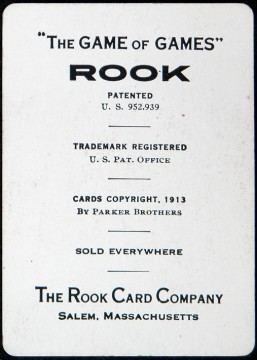 "THE GAME OF GAMES"
ROOK
PATENTED
U. S. 952.939
TRADEMARK REGISTERED
U. S. PAT. OFFICE
CARDS COPYRIGHT, 1913
BY PARKER BROTHERS
SOLD EVERYWHERE
THE ROOK CARD COMPANY
SALEM, MASSACHUSETTS